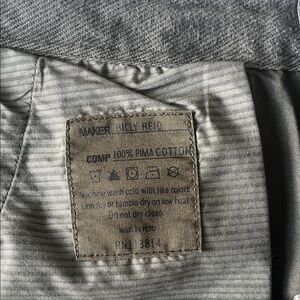 MAKER BILLY REID
COMP 100% PIMA COTTON
Machine wash cold with like colors
Line dry or tumble dry on low heat
Do not dry clean
MADE IN PERU
RN113814